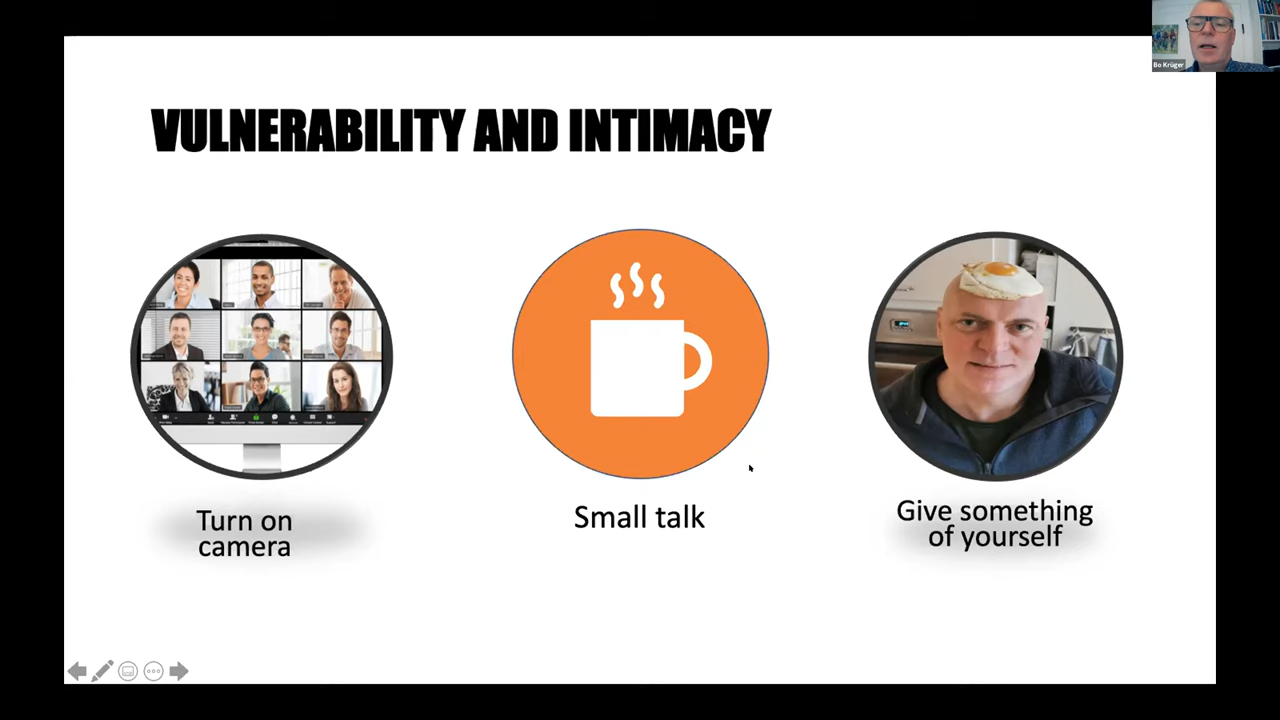 Bo Krüger
VULNERABILITY AND INTIMACY
Turn on
camera
Small talk
Give something
of yourself